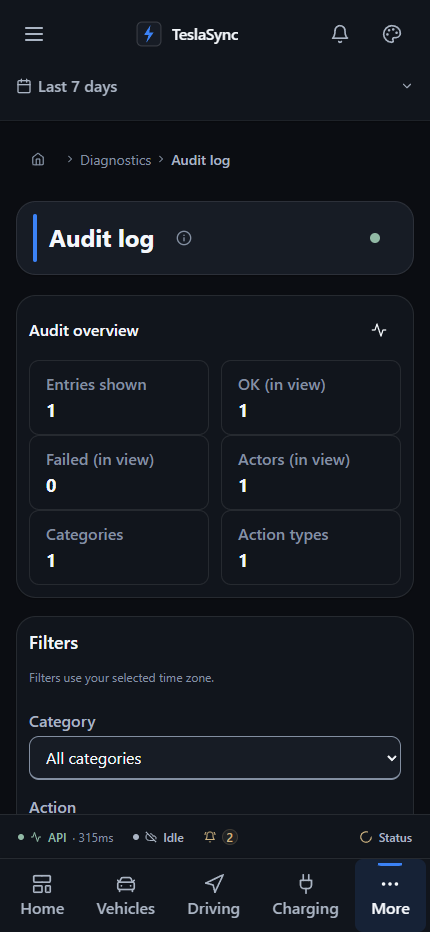 TeslaSync
Last 7 days
Diagnostics Audit log
Audit log
Audit overview
Entries shown
1
OK (in view)
1
Failed (in view)
0
Actors (in view)
1
Categories
1
Action types
1
Filters
Filters use your selected time zone.
Category
All categories
Action
API · 315ms Idle 2 Status
Home Vehicles Driving Charging More